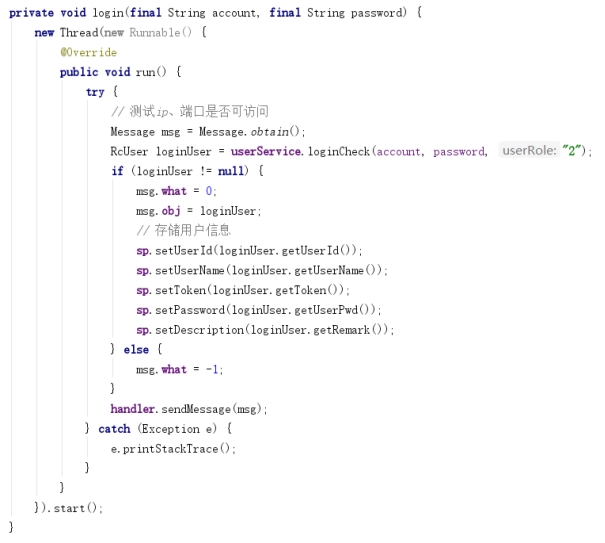 private void login(final String account, final String password) {
    new Thread(new Runnable() {
        @Override
        public void run() {
            try {
                // 测试ip、端口是否可访问
                Message msg = Message.obtain();
                RcUser loginUser = userService.loginCheck(account, password, userRole: "2");
                if (loginUser != null) {
                    msg.what = 0;
                    msg.obj = loginUser;
                    // 存储用户信息
                    sp.setUserId(loginUser.getUserId());
                    sp.setUserName(loginUser.getUserName());
                    sp.setToken(loginUser.getToken());
                    sp.setPassword(loginUser.getUserPwd());
                    sp.setDescription(loginUser.getRemark());
                } else {
                    msg.what = -1;
                }
                handler.sendMessage(msg);
            } catch (Exception e) {
                e.printStackTrace();
            }
        }
    }).start();
}